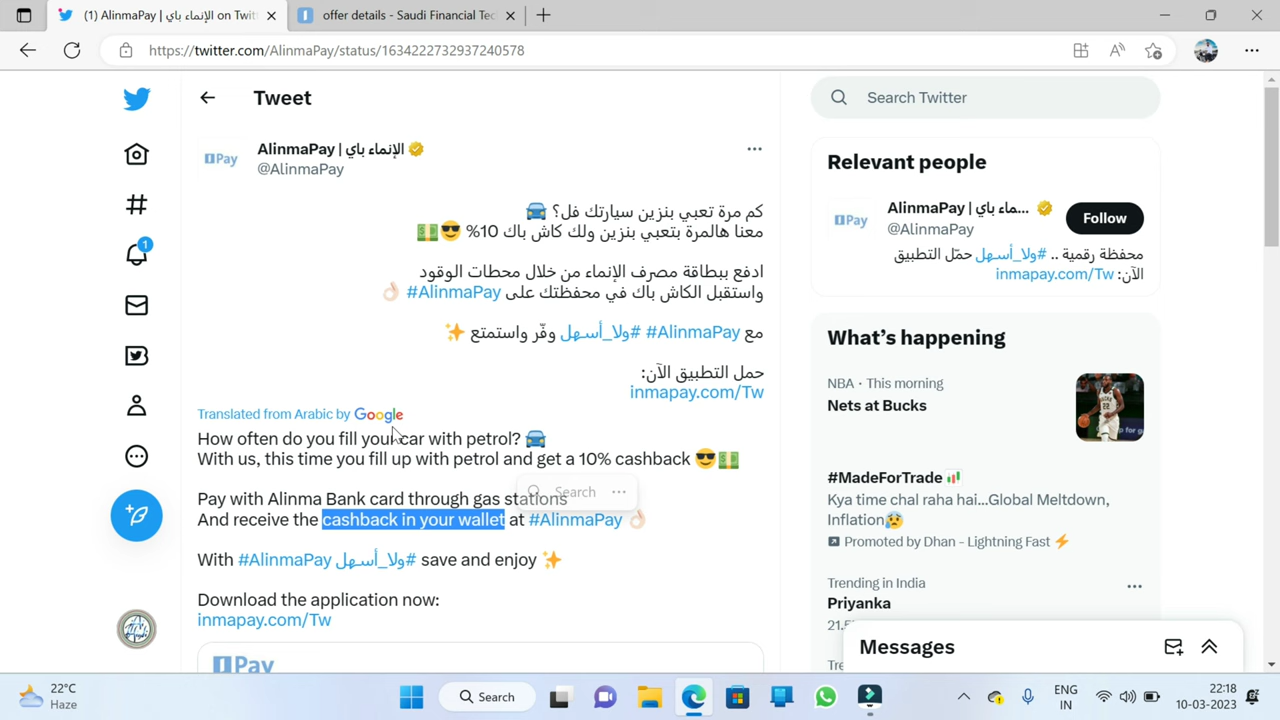 (1) AlinmaPay | الإنماء باي on Twit
offer details - Saudi Financial Tec
https://twitter.com/AlinmaPay/status/1634222732937240578
Tweet
Search Twitter
Pay
AlinmaPay | الإنماء باي
@AlinmaPay
كم مرة تعبي بنزين سيارتك فل؟ 🚘
معنا هالمرة بتعبي بنزين ولك كاش باك 10% 😎💵
ادفع ببطاقة مصرف الإنماء من خلال محطات الوقود
واستقبل الكاش باك في محفظتك على #AlinmaPay 👌🏻
مع #AlinmaPay #ولا_أسهل وفّر واستمتع ✨
حمل التطبيق الآن:
inmapay.com/Tw
Translated from Arabic by Google
How often do you fill your car with petrol? 🚘
With us, this time you fill up with petrol and get a 10% cashback 😎💵
Pay with Alinma Bank card through gas stations
Search
And receive the cashback in your wallet at #AlinmaPay 👌🏻
With #AlinmaPay #ولا_أسهل save and enjoy ✨
Download the application now:
inmapay.com/Tw
Pay
1
Relevant people
Pay
AlinmaPay | ...ماء با
@AlinmaPay
Follow
محفظة رقمية .. #ولا_أسهل حمّل التطبيق
الآن: inmapay.com/Tw
What's happening
NBA · This morning
Nets at Bucks
#MadeForTrade
Kya time chal raha hai...Global Meltdown,
Inflation😰
Promoted by Dhan - Lightning Fast ⚡
Trending in India
Priyanka
Messages
22°C
Haze
Search
ENG
IN
22:18
10-03-2023